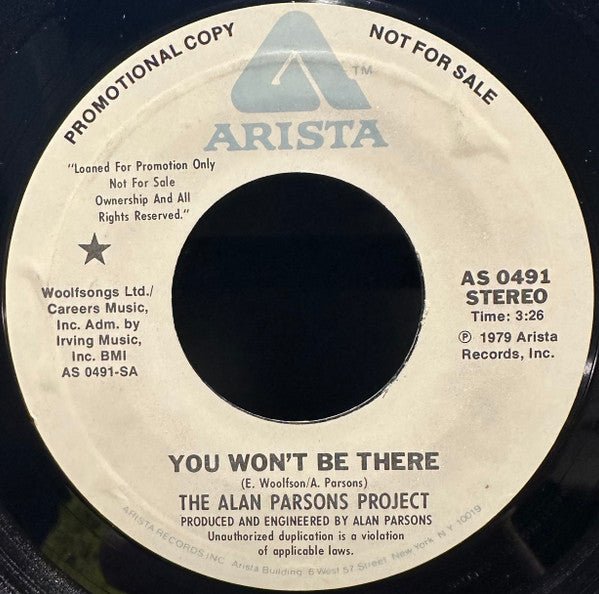 PROMOTIONAL COPY
NOT FOR SALE
TM
ARISTA
"Loaned For Promotion Only
Not For Sale
Ownership And All
Rights Reserved."
Woolfsongs Ltd./
Careers Music,
Inc. Adm. by
Irving Music,
Inc. BMI
AS 0491-SA
AS 0491
STEREO
Time: 3:26
℗ 1979 Arista
Records, Inc.
YOU WON'T BE THERE
(E. Woolfson/A. Parsons)
THE ALAN PARSONS PROJECT
PRODUCED AND ENGINEERED BY ALAN PARSONS
Unauthorized duplication is a violation
of applicable laws.
ARISTA RECORDS, INC. Arista Building 6 West 57 Street New York N.Y. 10019